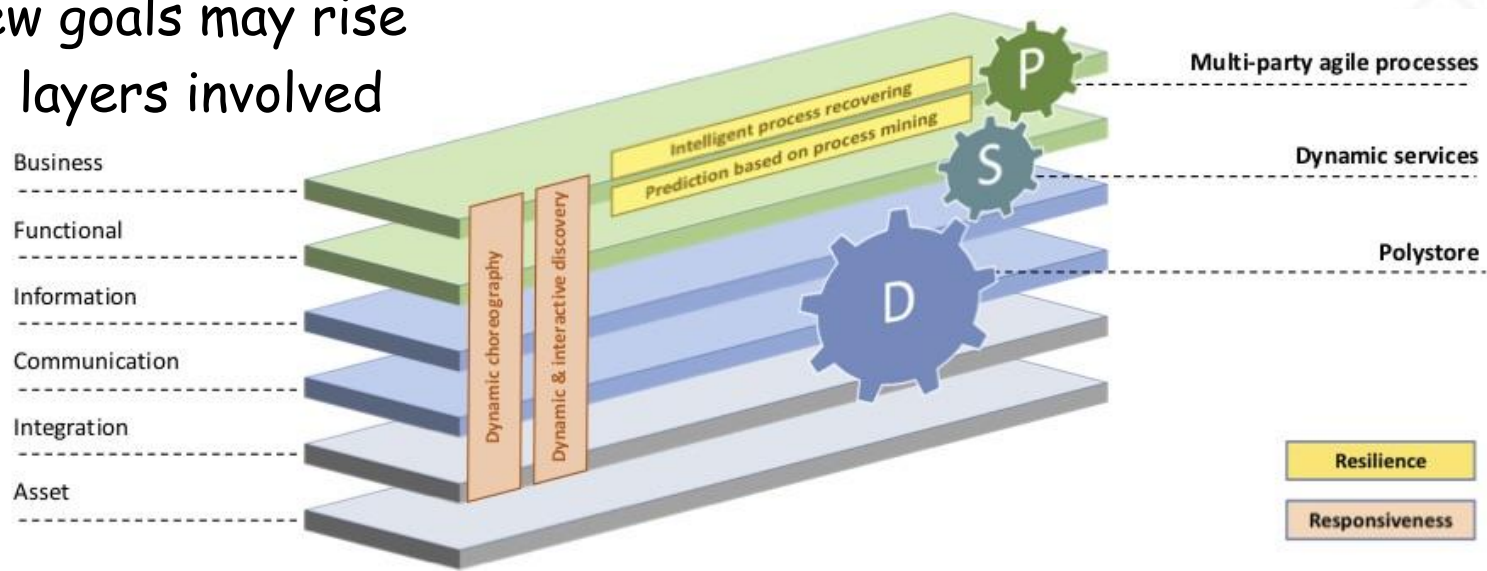 ew goals may rise
layers involved
Business
Functional
Information
Communication
Integration
Asset
Dynamic choreography
Dynamic & interactive discovery
Intelligent process recovering
Prediction based on process mining
P
S
D
Multi-party agile processes
Dynamic services
Polystore
Resilience
Responsiveness